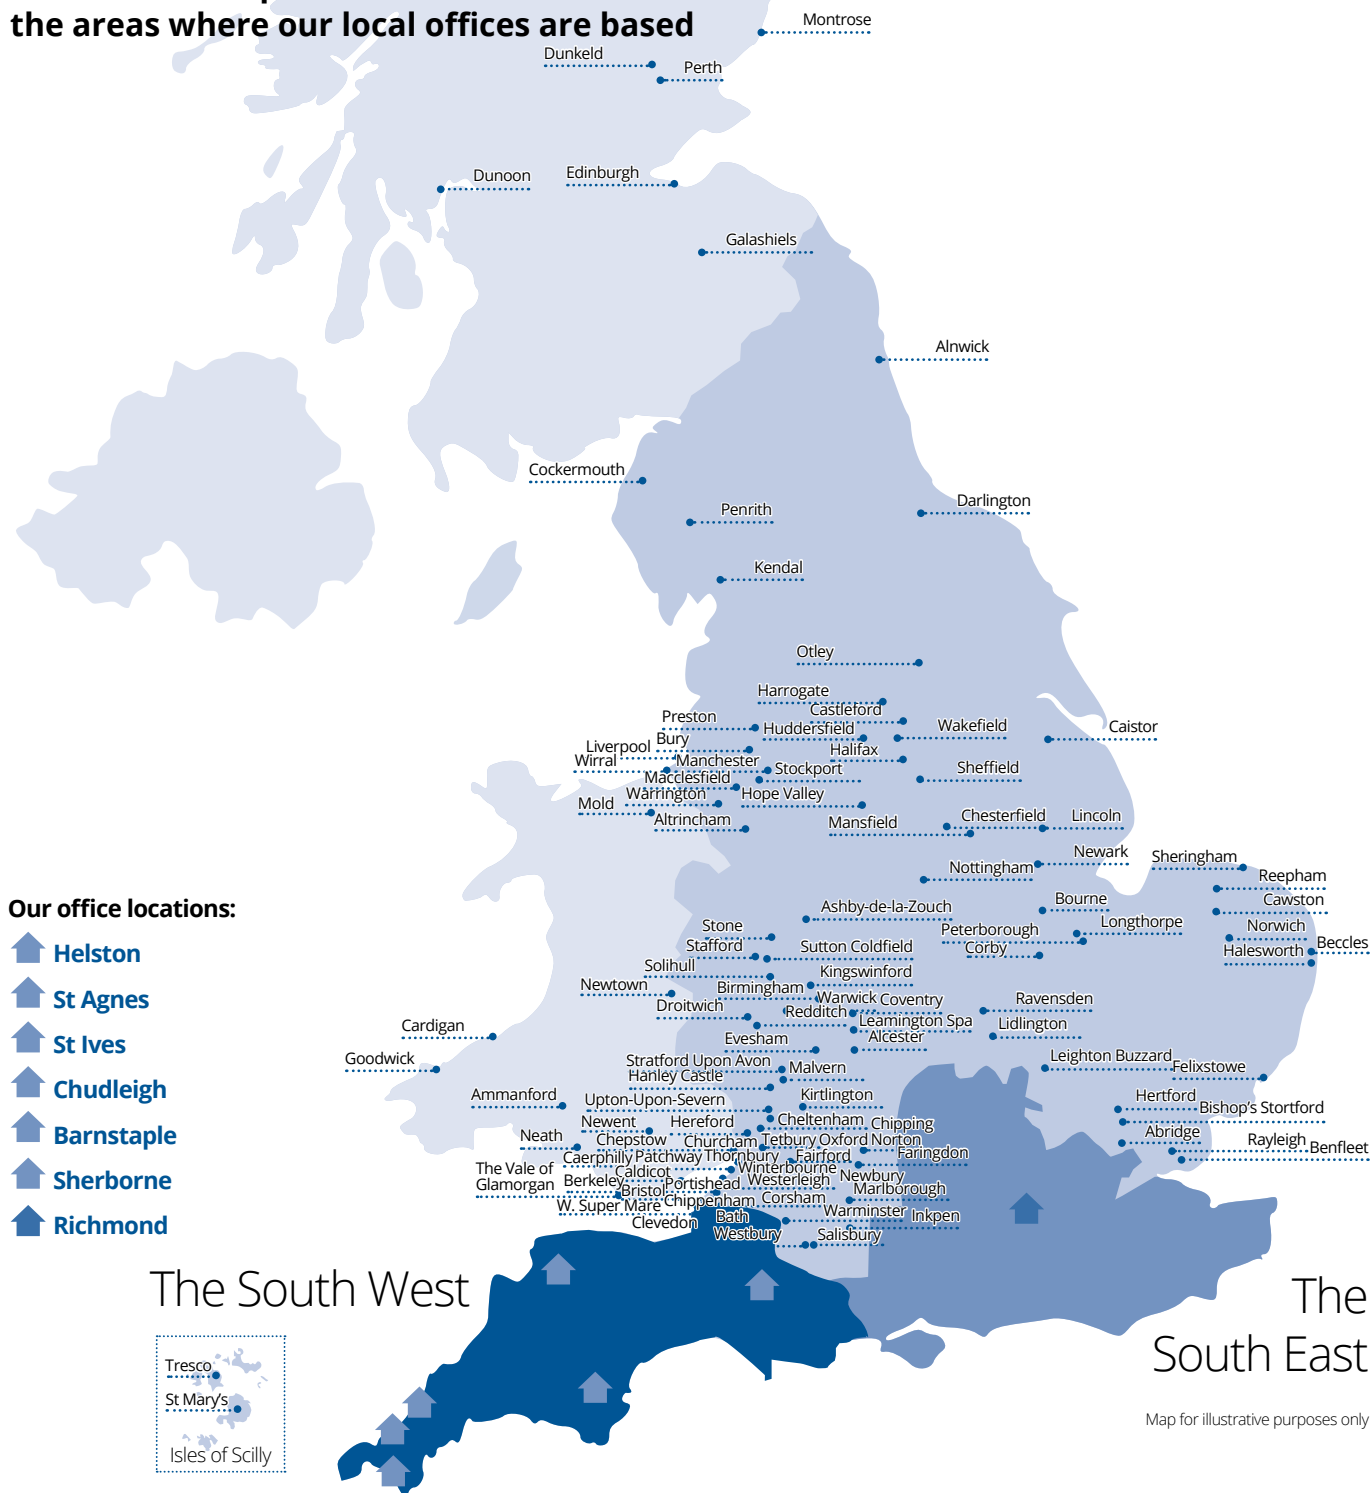 the areas where our local offices are based
Montrose
Dunkeld
Perth
Dunoon
Edinburgh
Galashiels
Alnwick
Cockermouth
Penrith
Darlington
Kendal
Otley
Harrogate
Castleford
Preston
Huddersfield
Wakefield
Caistor
Liverpool
Bury
Halifax
Wirral
Manchester
Stockport
Sheffield
Macclesfield
Warrington
Hope Valley
Mold
Altrincham
Mansfield
Chesterfield
Lincoln
Newark
Nottingham
Sheringham
Reepham
Cawston
Bourne
Ashby-de-la-Zouch
Longthorpe
Norwich
Stone
Peterborough
Beccles
Stafford
Sutton Coldfield
Corby
Halesworth
Solihull
Kingswinford
Newtown
Birmingham
Warwick
Coventry
Ravensden
Droitwich
Redditch
Leamington Spa
Lidlington
Cardigan
Evesham
Alcester
Goodwick
Stratford Upon Avon
Malvern
Leighton Buzzard
Felixstowe
Hanley Castle
Ammanford
Upton-Upon-Severn
Kirtlington
Hertford
Bishop's Stortford
Newent
Hereford
Cheltenham
Chipping
Norton
Neath
Chepstow
Churcham
Tetbury
Oxford
Abridge
Rayleigh
Benfleet
Caerphilly
Patchway
Thornbury
Fairford
Faringdon
The Vale of
Glamorgan
Caldicot
Winterbourne
Newbury
Berkeley
Bristol
Portishead
Westerleigh
Marlborough
W. Super Mare
Chippenham
Corsham
Clevedon
Bath
Warminster
Inkpen
Westbury
Salisbury
Our office locations:
Helston
St Agnes
St Ives
Chudleigh
Barnstaple
Sherborne
Richmond
The South West
The
South East
Tresco
St Mary's
Isles of Scilly
Map for illustrative purposes only